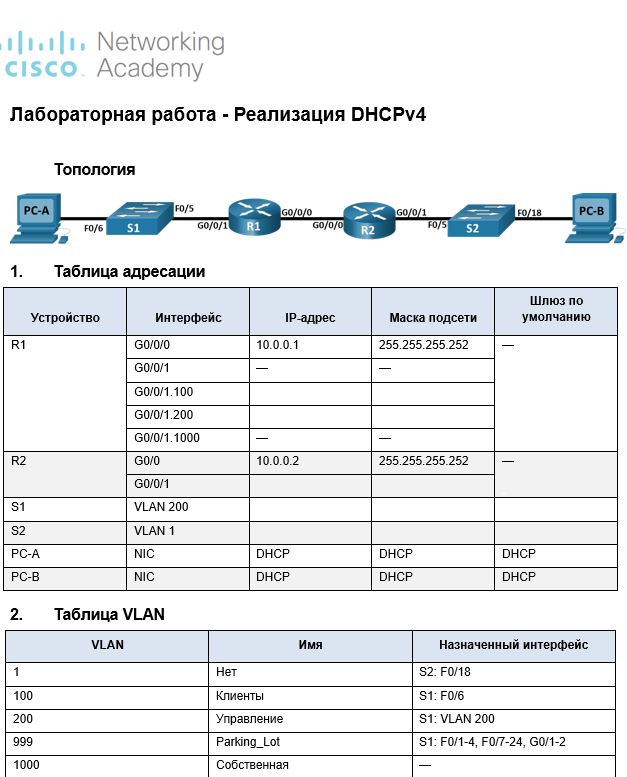 Networking
CISCO. Academy
Лабораторная работа - Реализация DHCPv4
Топология
PC-A F0/6 S1 F0/5 G0/0/1 R1 G0/0/0 G0/0/0 R2 G0/0/1 F0/5 S2 F0/18 PC-B
1. Таблица адресации
Устройство Интерфейс IP-адрес Маска подсети Шлюз по умолчанию
R1 G0/0/0 10.0.0.1 255.255.255.252 —
G0/0/1 — —
G0/0/1.100
G0/0/1.200
G0/0/1.1000 — —
R2 G0/0 10.0.0.2 255.255.255.252 —
G0/0/1
S1 VLAN 200
S2 VLAN 1
PC-A NIC DHCP DHCP DHCP
PC-B NIC DHCP DHCP DHCP
2. Таблица VLAN
VLAN Имя Назначенный интерфейс
1 Нет S2: F0/18
100 Клиенты S1: F0/6
200 Управление S1: VLAN 200
999 Parking_Lot S1: F0/1-4, F0/7-24, G0/1-2
1000 Собственная —